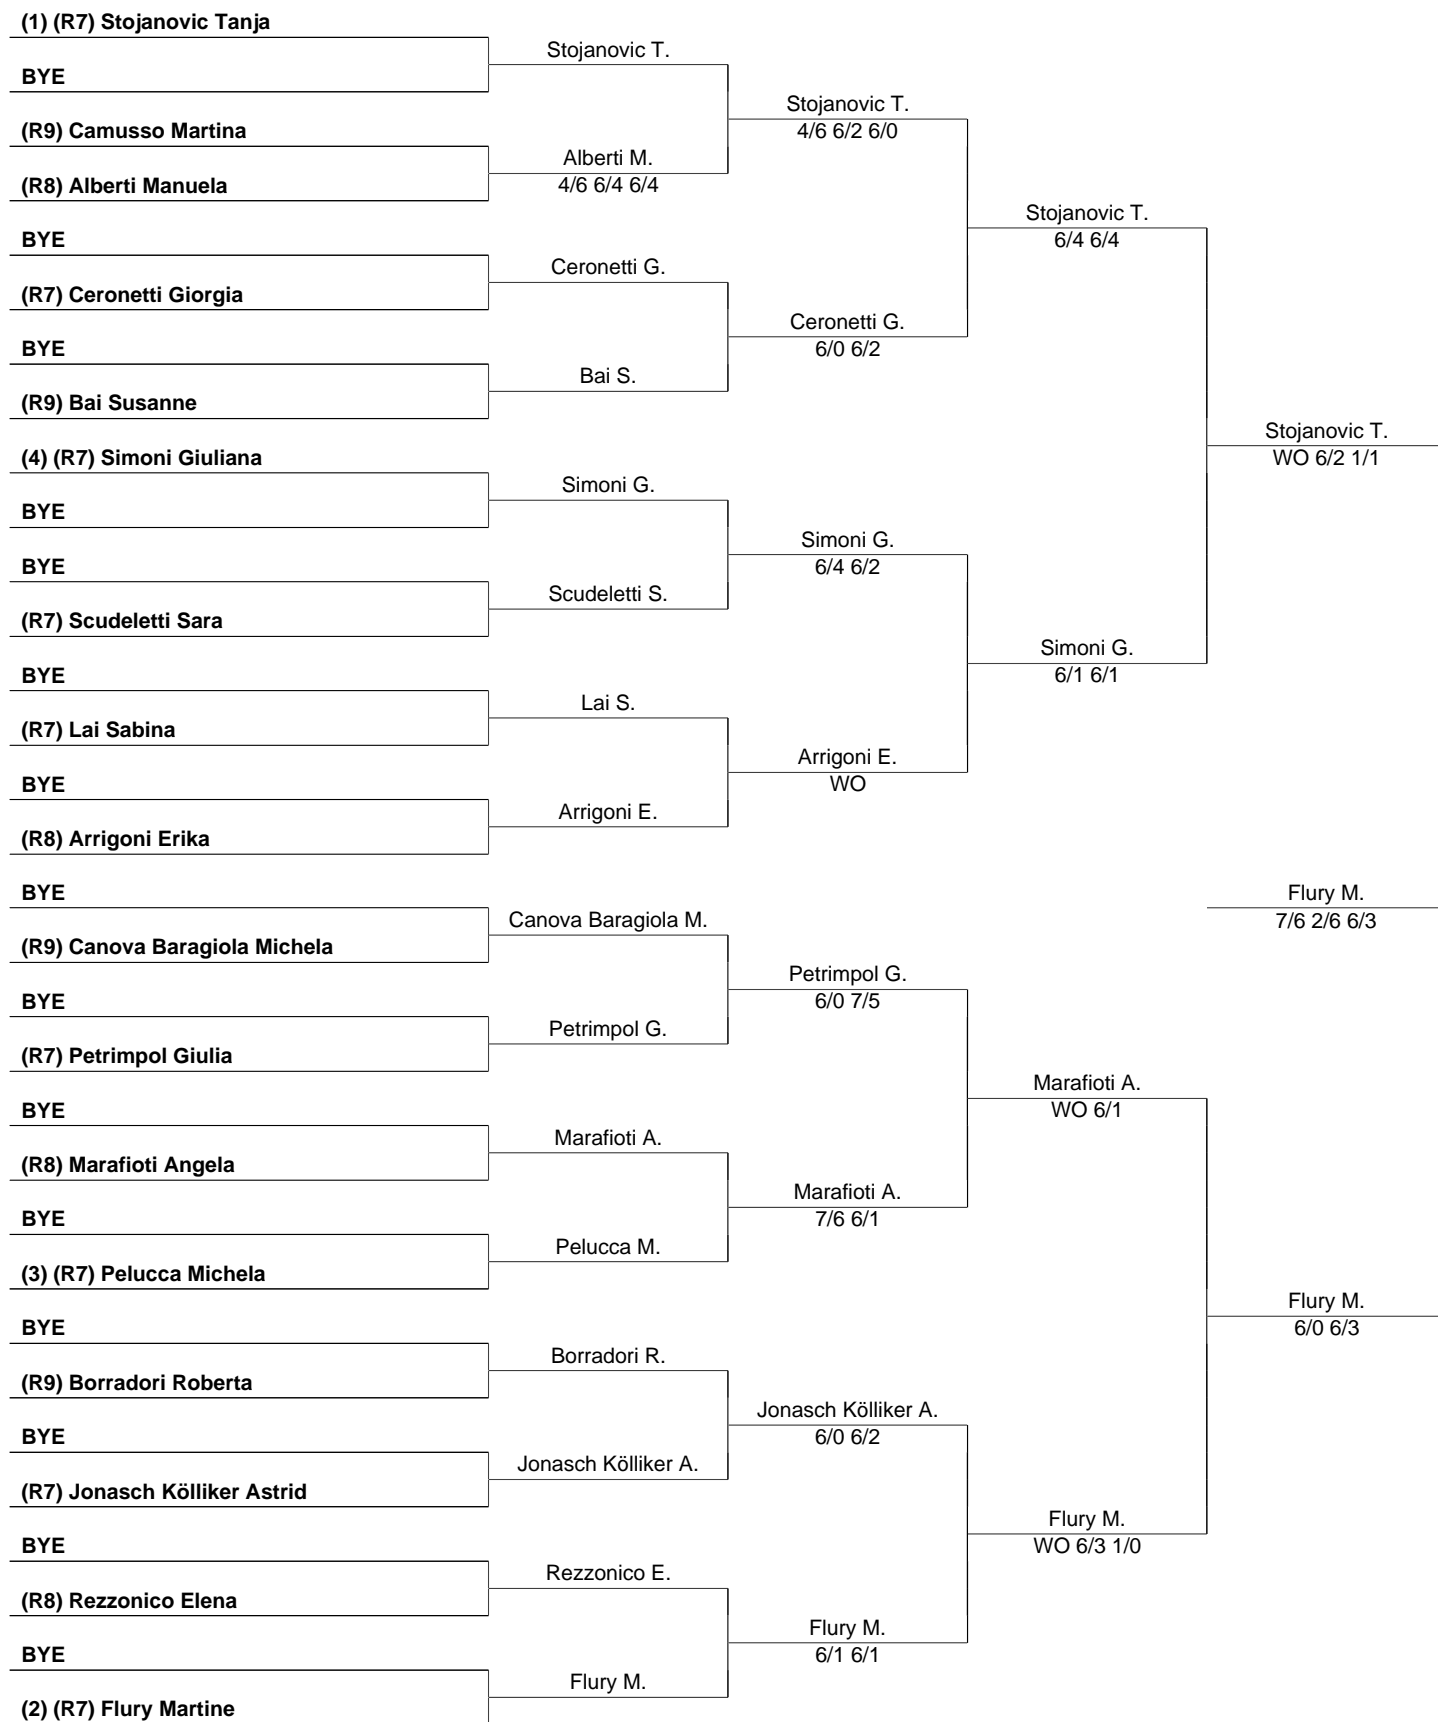 (1) (R7) Stojanovic Tanja
Stojanovic T.
BYE
Stojanovic T.
4/6 6/2 6/0
(R9) Camusso Martina
Alberti M.
4/6 6/4 6/4
(R8) Alberti Manuela
Stojanovic T.
6/4 6/4
BYE
Ceronetti G.
(R7) Ceronetti Giorgia
Ceronetti G.
6/0 6/2
BYE
Bai S.
(R9) Bai Susanne
Stojanovic T.
WO 6/2 1/1
(4) (R7) Simoni Giuliana
Simoni G.
BYE
Simoni G.
6/4 6/2
BYE
Scudeletti S.
(R7) Scudeletti Sara
Simoni G.
6/1 6/1
BYE
Lai S.
(R7) Lai Sabina
Arrigoni E.
WO
BYE
Arrigoni E.
(R8) Arrigoni Erika
BYE
Flury M.
7/6 2/6 6/3
Canova Baragiola M.
(R9) Canova Baragiola Michela
Petrimpol G.
6/0 7/5
BYE
Petrimpol G.
(R7) Petrimpol Giulia
Marafioti A.
WO 6/1
BYE
Marafioti A.
(R8) Marafioti Angela
Marafioti A.
7/6 6/1
BYE
Pelucca M.
(3) (R7) Pelucca Michela
Flury M.
6/0 6/3
BYE
Borradori R.
(R9) Borradori Roberta
Jonasch Kölliker A.
6/0 6/2
BYE
Jonasch Kölliker A.
(R7) Jonasch Kölliker Astrid
Flury M.
WO 6/3 1/0
BYE
Rezzonico E.
(R8) Rezzonico Elena
Flury M.
6/1 6/1
BYE
Flury M.
(2) (R7) Flury Martine